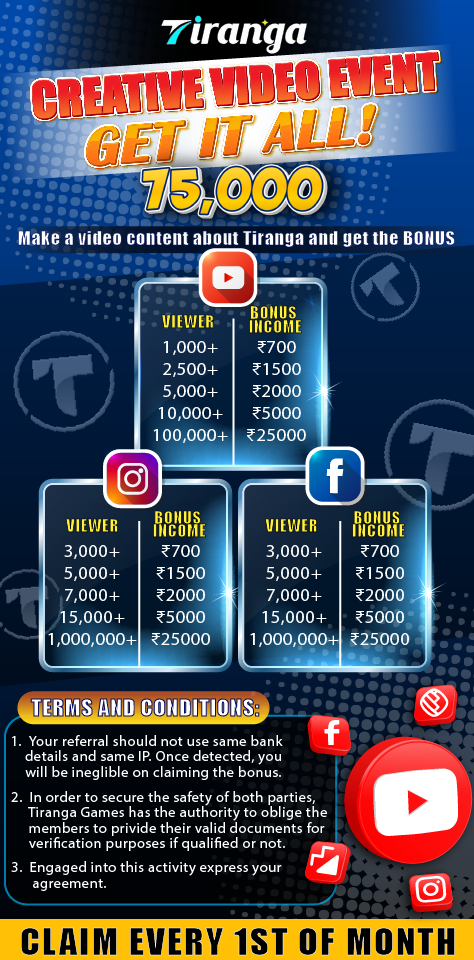 Tiranga
CREATIVE VIDEO EVENT
GET IT ALL!
75,000
Make a video content about Tiranga and get the BONUS
VIEWER BONUS INCOME
1,000+ ₹700
2,500+ ₹1500
5,000+ ₹2000
10,000+ ₹5000
100,000+ ₹25000
VIEWER BONUS INCOME
3,000+ ₹700
5,000+ ₹1500
7,000+ ₹2000
15,000+ ₹5000
1,000,000+ ₹25000
VIEWER BONUS INCOME
3,000+ ₹700
5,000+ ₹1500
7,000+ ₹2000
15,000+ ₹5000
1,000,000+ ₹25000
TERMS AND CONDITIONS:
1. Your referral should not use same bank
details and same IP. Once detected, you
will be ineglible on claiming the bonus.
2. In order to secure the safety of both parties,
Tiranga Games has the authority to oblige the
members to privide their valid documents for
verification purposes if qualified or not.
3. Engaged into this activity express your
agreement.
CLAIM EVERY 1ST OF MONTH